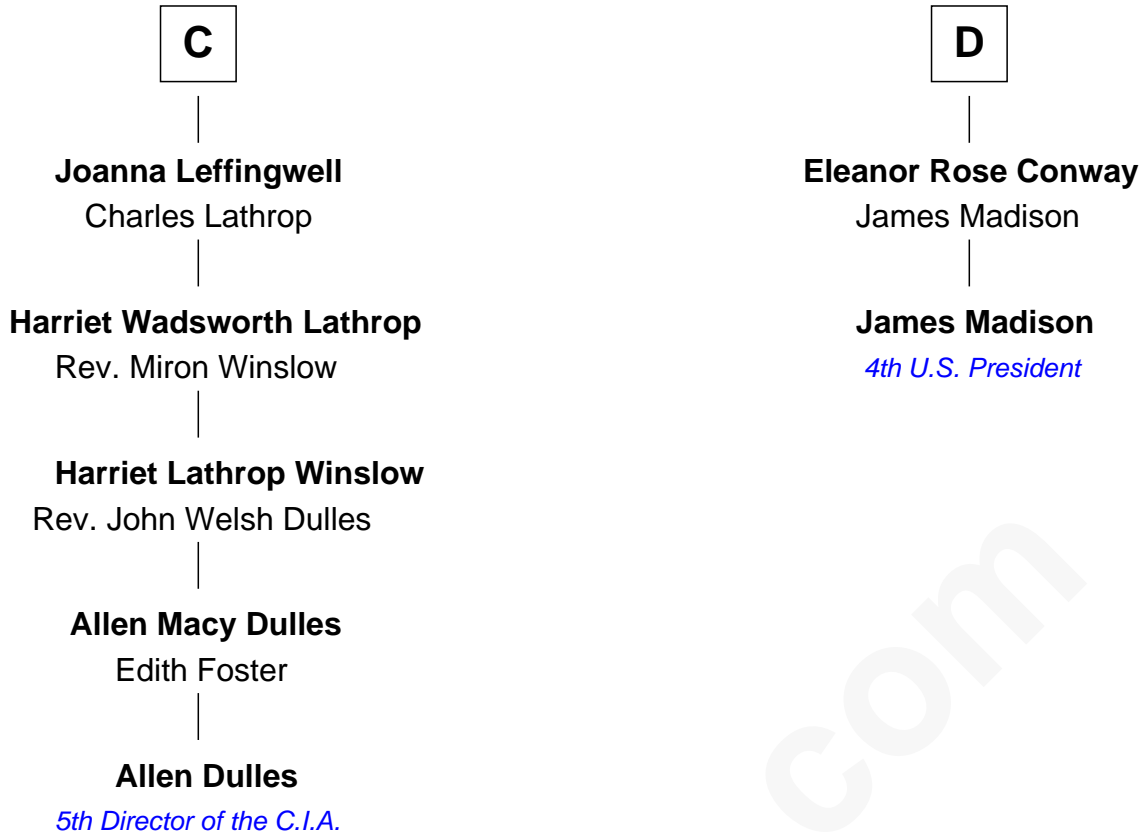 C
Joanna Leffingwell
Charles Lathrop
Harriet Wadsworth Lathrop
Rev. Miron Winslow
Harriet Lathrop Winslow
Rev. John Welsh Dulles
Allen Macy Dulles
Edith Foster
Allen Dulles
5th Director of the C.I.A.
D
Eleanor Rose Conway
James Madison
James Madison
4th U.S. President
com